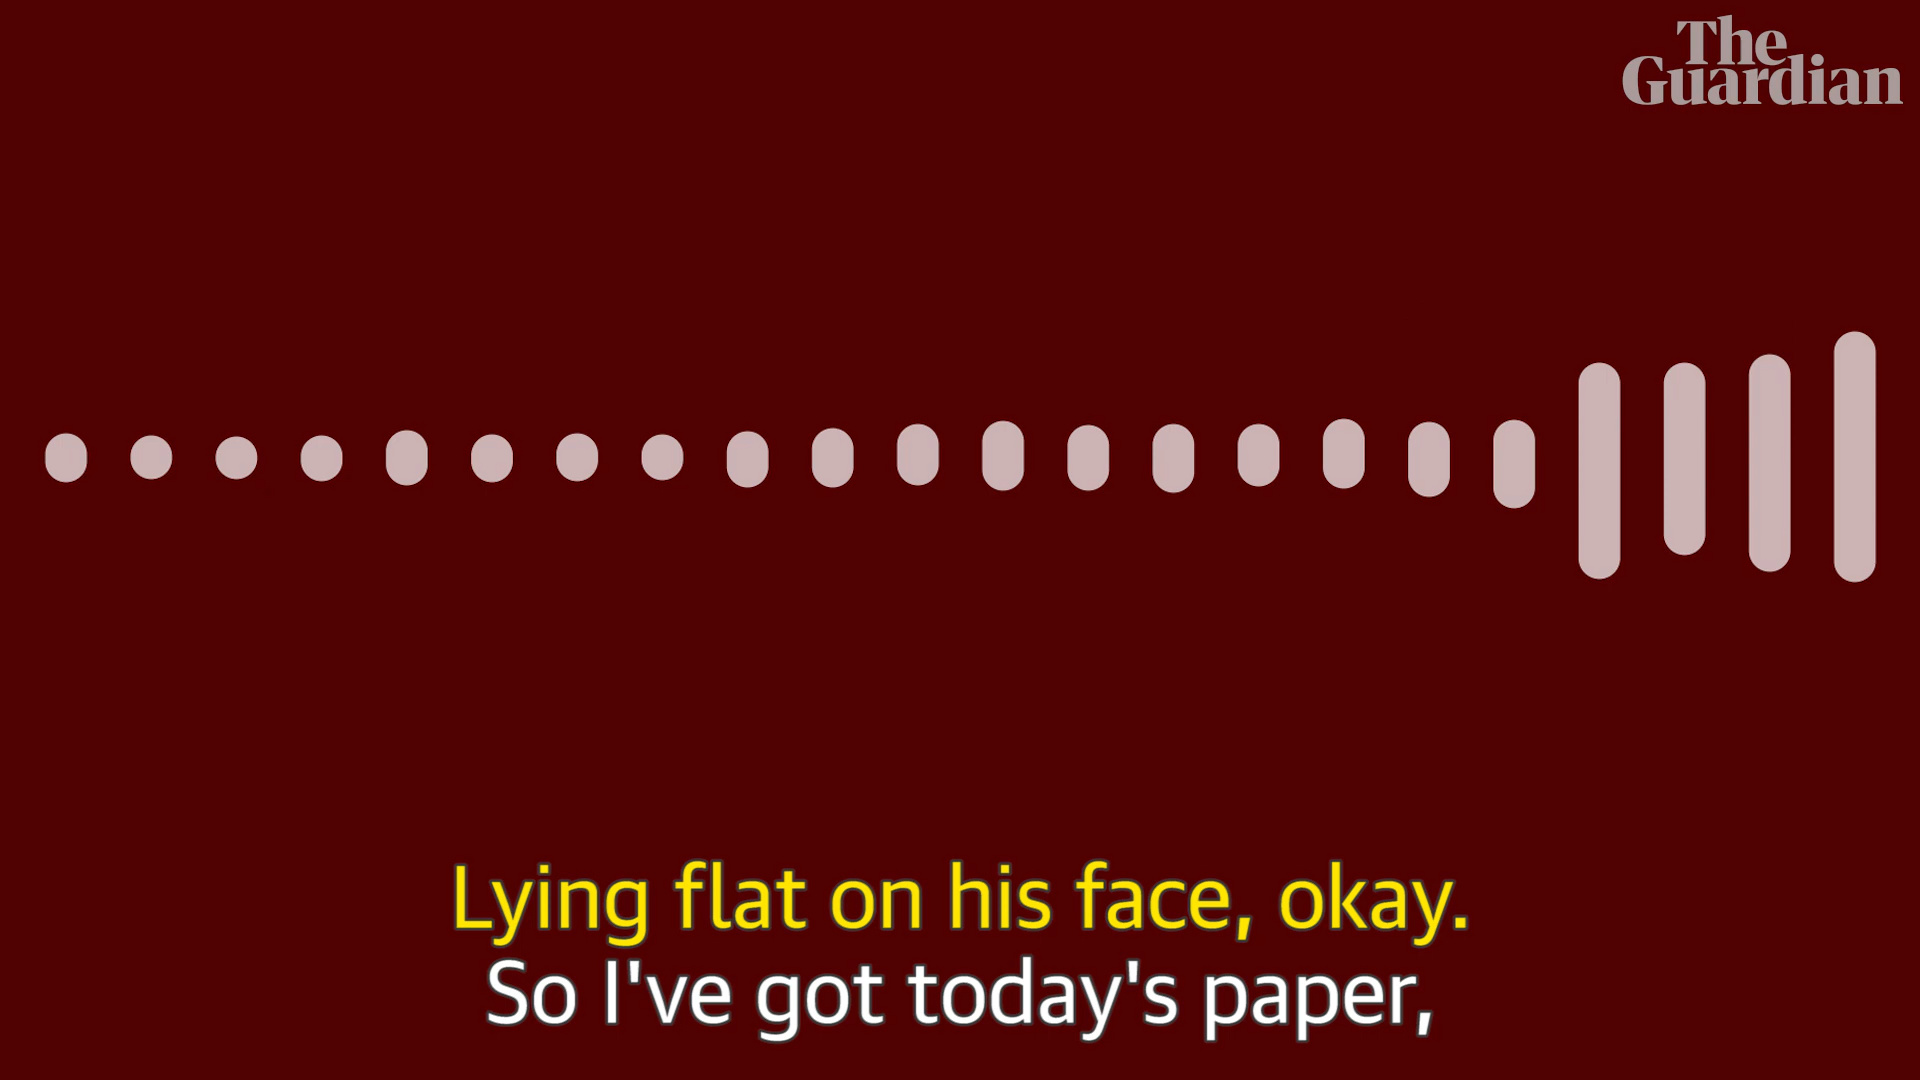 The
Guardian
Lying flat on his face, okay.
So I've got today's paper,